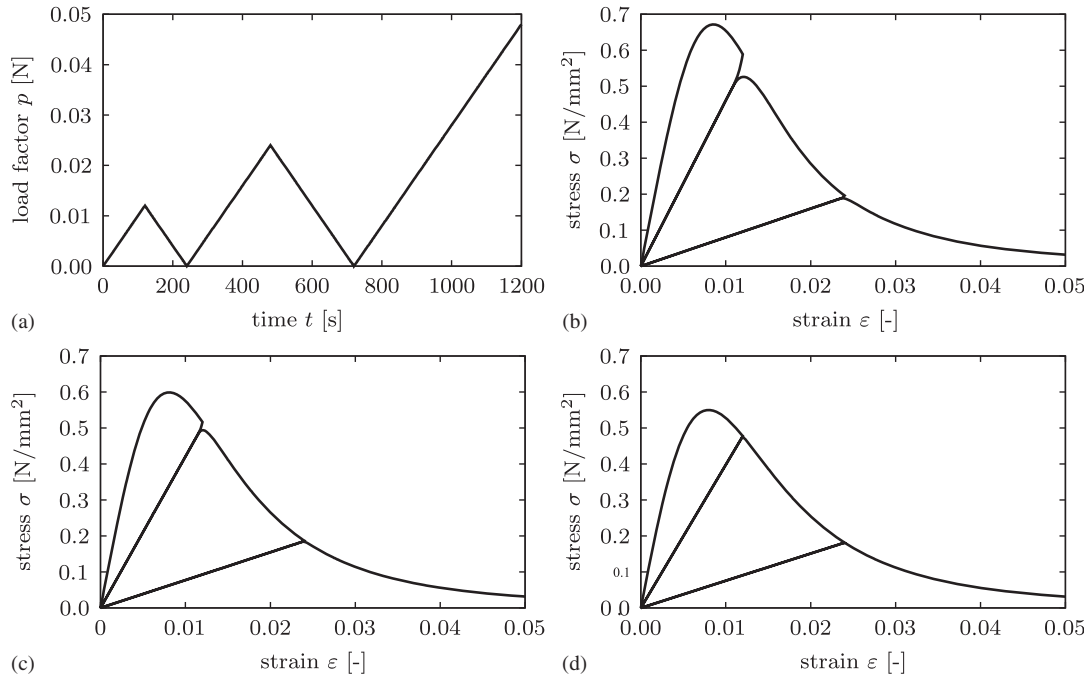 0.05
0.04
0.03
0.02
0.01
0.00
load factor p [N]
0 200 400 600 800 1000 1200
(a) time t [s]
0.7
0.6
0.5
0.4
0.3
0.2
0.1
0.0
stress σ [N/mm²]
0.00 0.01 0.02 0.03 0.04 0.05
(b) strain ε [-]
0.7
0.6
0.5
0.4
0.3
0.2
0.1
0.0
stress σ [N/mm²]
0 0.01 0.02 0.03 0.04 0.05
(c) strain ε [-]
0.7
0.6
0.5
0.4
0.3
0.2
0.1
0.0
stress σ [N/mm²]
0.00 0.01 0.02 0.03 0.04 0.05
(d) strain ε [-]